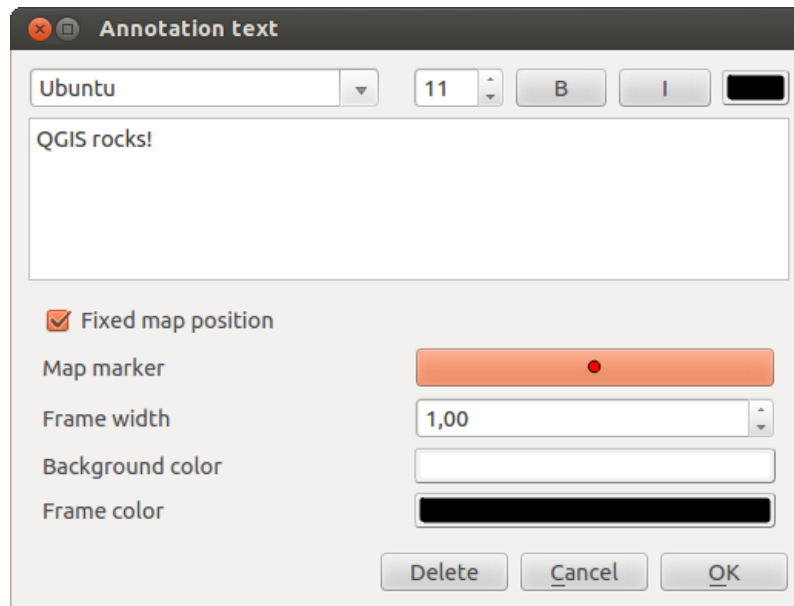 Annotation text
Ubuntu 11 B I
QGIS rocks!
Fixed map position
Map marker
Frame width 1,00
Background color
Frame color
Delete Cancel OK